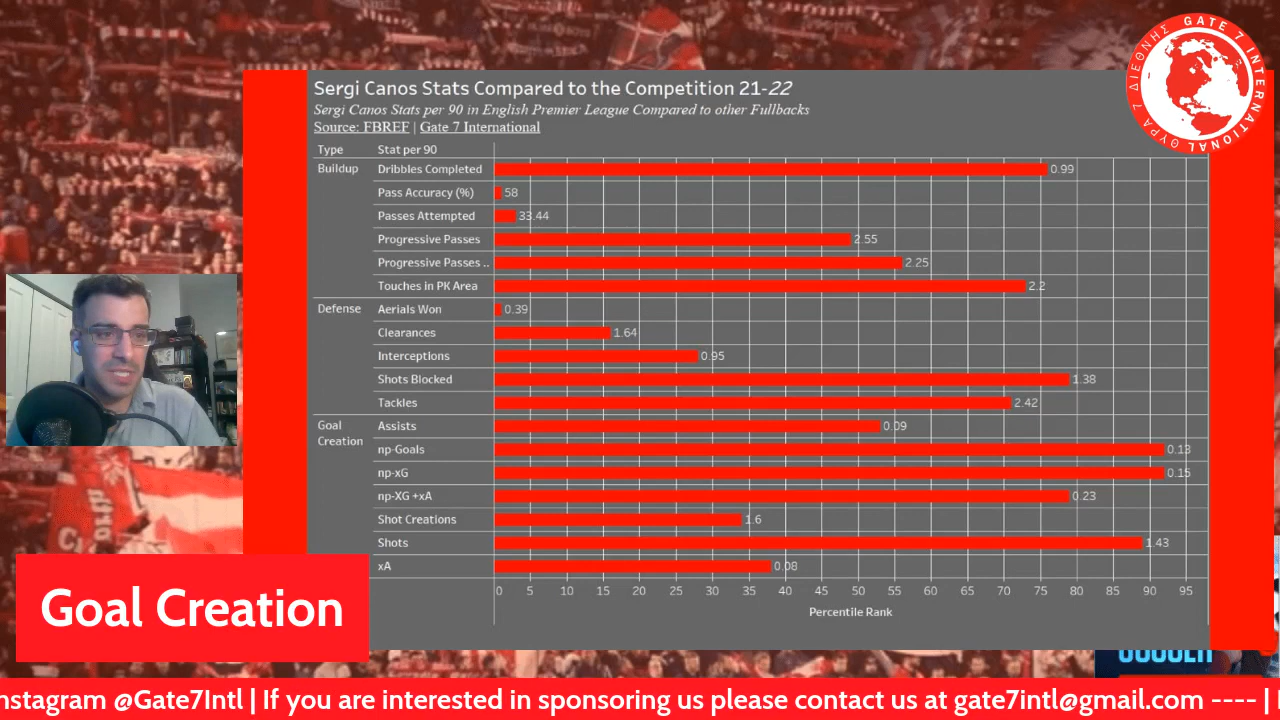 GATE 7 INTERNATIONAL
ΘΥΡΑ 7 ΔΙΕΘΝΗΣ
Sergi Canos Stats Compared to the Competition 21-22
Sergi Canos Stats per 90 in English Premier League Compared to other Fullbacks
Source: FBREF | Gate 7 International
Type Stat per 90
Buildup Dribbles Completed 0.99
Pass Accuracy (%) 58
Passes Attempted 33.44
Progressive Passes 2.55
Progressive Passes .. 2.25
Touches in PK Area 2.2
Defense Aerials Won 0.39
Clearances 1.64
Interceptions 0.95
Shots Blocked 1.38
Tackles 2.42
Goal Creation Assists 0.09
np-Goals 0.13
np-xG 0.15
np-XG +xA 0.23
Shot Creations 1.6
Shots 1.43
xA 0.08
0 5 10 15 20 25 30 35 40 45 50 55 60 65 70 75 80 85 90 95
Percentile Rank
Goal Creation
nstagram @Gate7Intl | If you are interested in sponsoring us please contact us at gate7intl@gmail.com ---- |